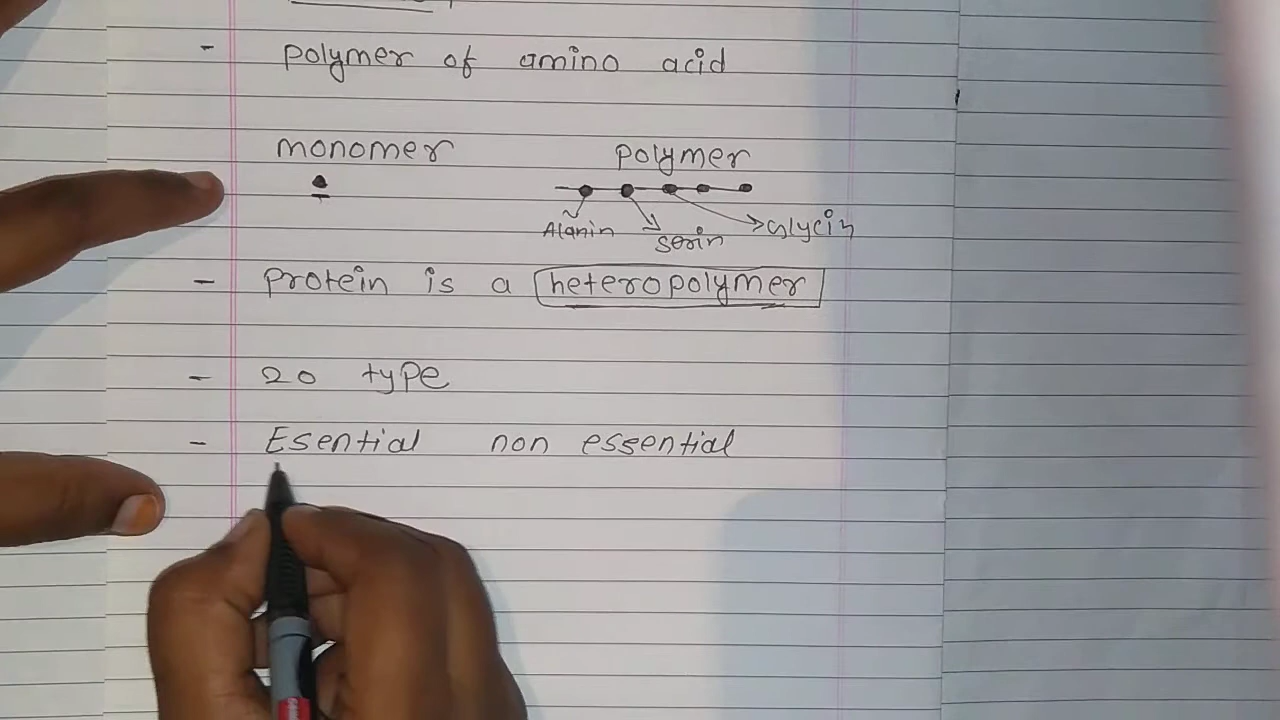 - polymer of amino acid
monomer polymer
Alanin serin Glycin
- protein is a heteropolymer
- 20 type
- Esential non essential